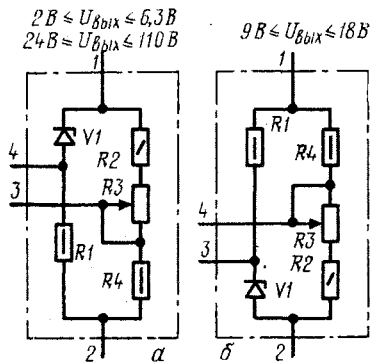 2В ≤ Uвых ≤ 6,3В
24В ≤ Uвых ≤ 110В
9В ≤ Uвых ≤ 18В
1
1
V1
R2
R1
R4
4
3
R3
R1
R4
4
3
R3
R2
V1
2
а
б
2